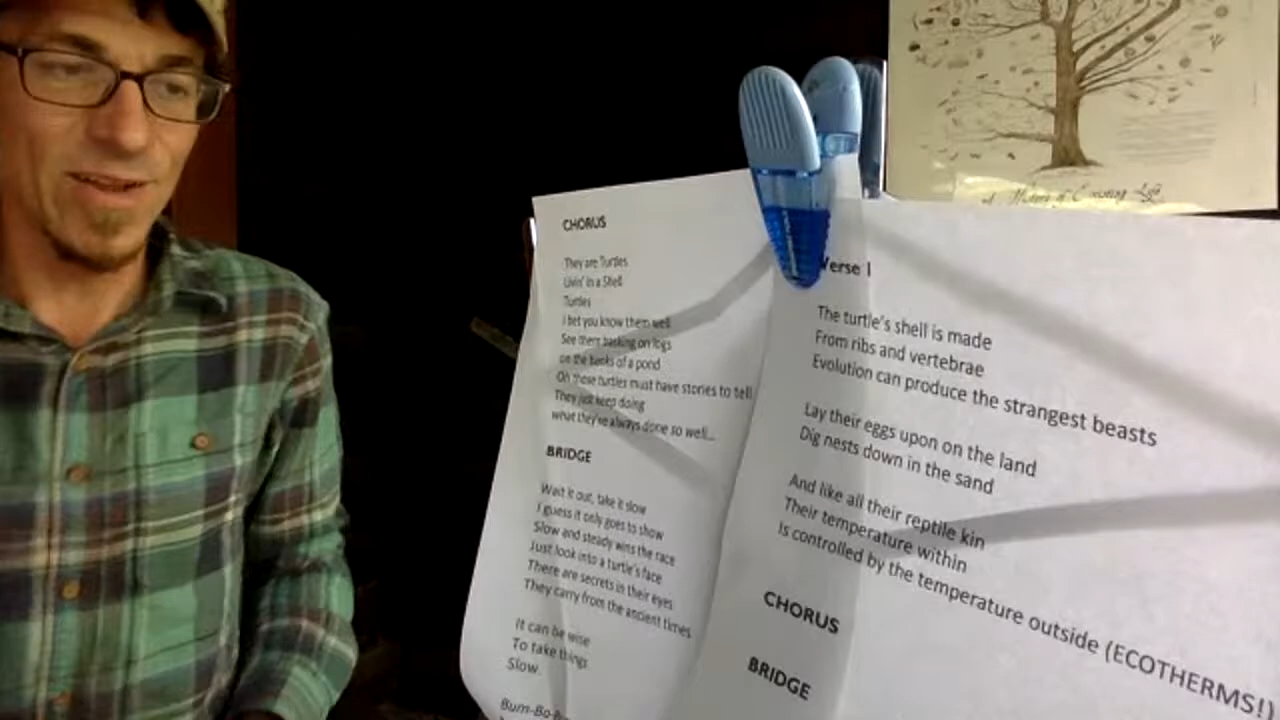 CHORUS
They are Turtles
Livin' in a Shell
Turtles
I bet you know them well
See them basking on logs
on the banks of a pond
Oh those turtles must have stories to tell
They just keep doing
what they've always done so well...
BRIDGE
Wait it out, take it slow
I guess it only goes to show
Slow and steady wins the race
Just look into a turtle's face
There are secrets in their eyes
They carry from the ancient times
It can be wise
To take things
Slow.
Bum-Bo-B
Verse 1
The turtle's shell is made
From ribs and vertebrae
Evolution can produce the strangest beasts
Lay their eggs upon on the land
Dig nests down in the sand
And like all their reptile kin
Their temperature within
Is controlled by the temperature outside (ECOTHERMS!)
CHORUS
BRIDGE